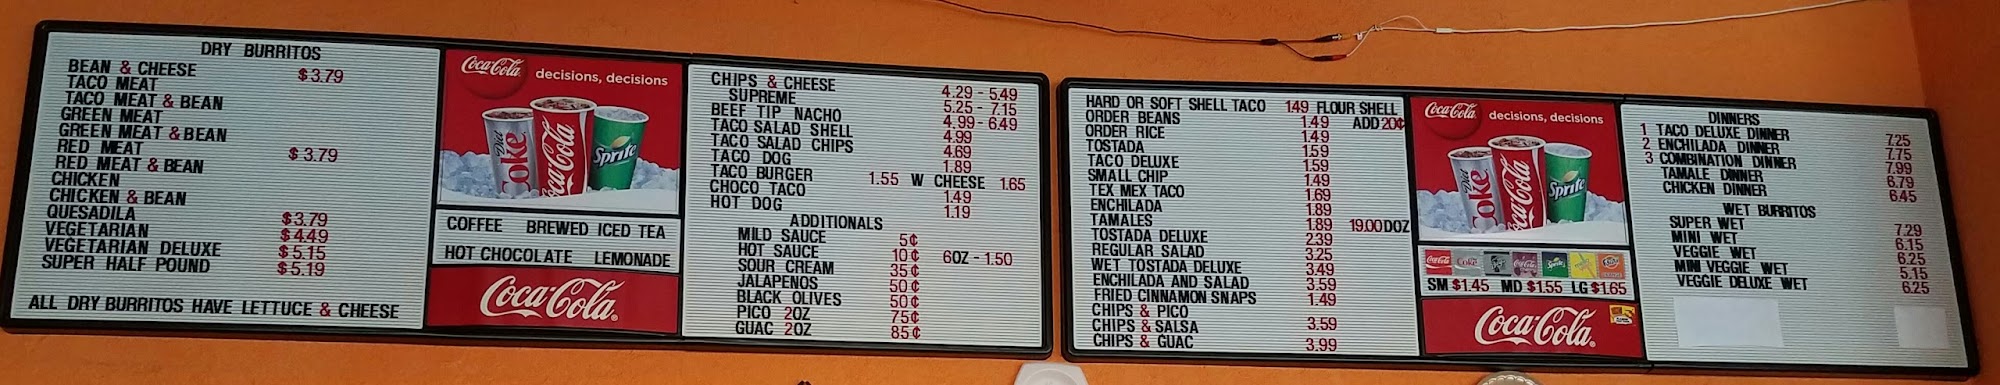 DRY BURRITOS
BEAN & CHEESE $3.79
TACO MEAT
TACO MEAT & BEAN
GREEN MEAT
GREEN MEAT & BEAN
RED MEAT $3.79
RED MEAT & BEAN
CHICKEN
CHICKEN & BEAN
QUESADILA $3.79
VEGETARIAN $4.49
VEGETARIAN DELUXE $5.15
SUPER HALF POUND $5.19
ALL DRY BURRITOS HAVE LETTUCE & CHEESE
Coca-Cola decisions, decisions
Diet Coke Coca-Cola Sprite
COFFEE BREWED ICED TEA
HOT CHOCOLATE LEMONADE
Coca-Cola
CHIPS & CHEESE 4.29 - 5.49
SUPREME 5.25 - 7.15
BEEF TIP NACHO 4.99 - 6.49
TACO SALAD SHELL 4.99
TACO SALAD CHIPS 4.69
TACO DOG 1.89
TACO BURGER 1.55 W CHEESE 1.65
CHOCO TACO 1.49
HOT DOG 1.19
ADDITIONALS
MILD SAUCE 5¢
HOT SAUCE 10¢ 6OZ - 1.50
SOUR CREAM 35¢
JALAPENOS 50¢
BLACK OLIVES 50¢
PICO 2OZ 75¢
GUAC 2OZ 85¢
HARD OR SOFT SHELL TACO 149 FLOUR SHELL
ORDER BEANS 1.49 ADD 20¢
ORDER RICE 1.49
TOSTADA 1.59
TACO DELUXE 1.59
SMALL CHIP 1.49
TEX MEX TACO 1.69
ENCHILADA 1.89
TAMALES 1.89 19.00 DOZ
TOSTADA DELUXE 2.39
REGULAR SALAD 3.25
WET TOSTADA DELUXE 3.49
ENCHILADA AND SALAD 3.59
FRIED CINNAMON SNAPS 1.49
CHIPS & PICO
CHIPS & SALSA 3.59
CHIPS & GUAC 3.99
Coca-Cola decisions, decisions
Diet Coke Coca-Cola Sprite
SM $1.45 MD $1.55 LG $1.65
Coca-Cola
DINNERS
1 TACO DELUXE DINNER 7.25
2 ENCHILADA DINNER 7.75
3 COMBINATION DINNER 7.99
TAMALE DINNER 6.79
CHICKEN DINNER 6.45
WET BURRITOS
SUPER WET 7.29
MINI WET 6.15
VEGGIE WET 6.25
MINI VEGGIE WET 5.15
VEGGIE DELUXE WET 6.25